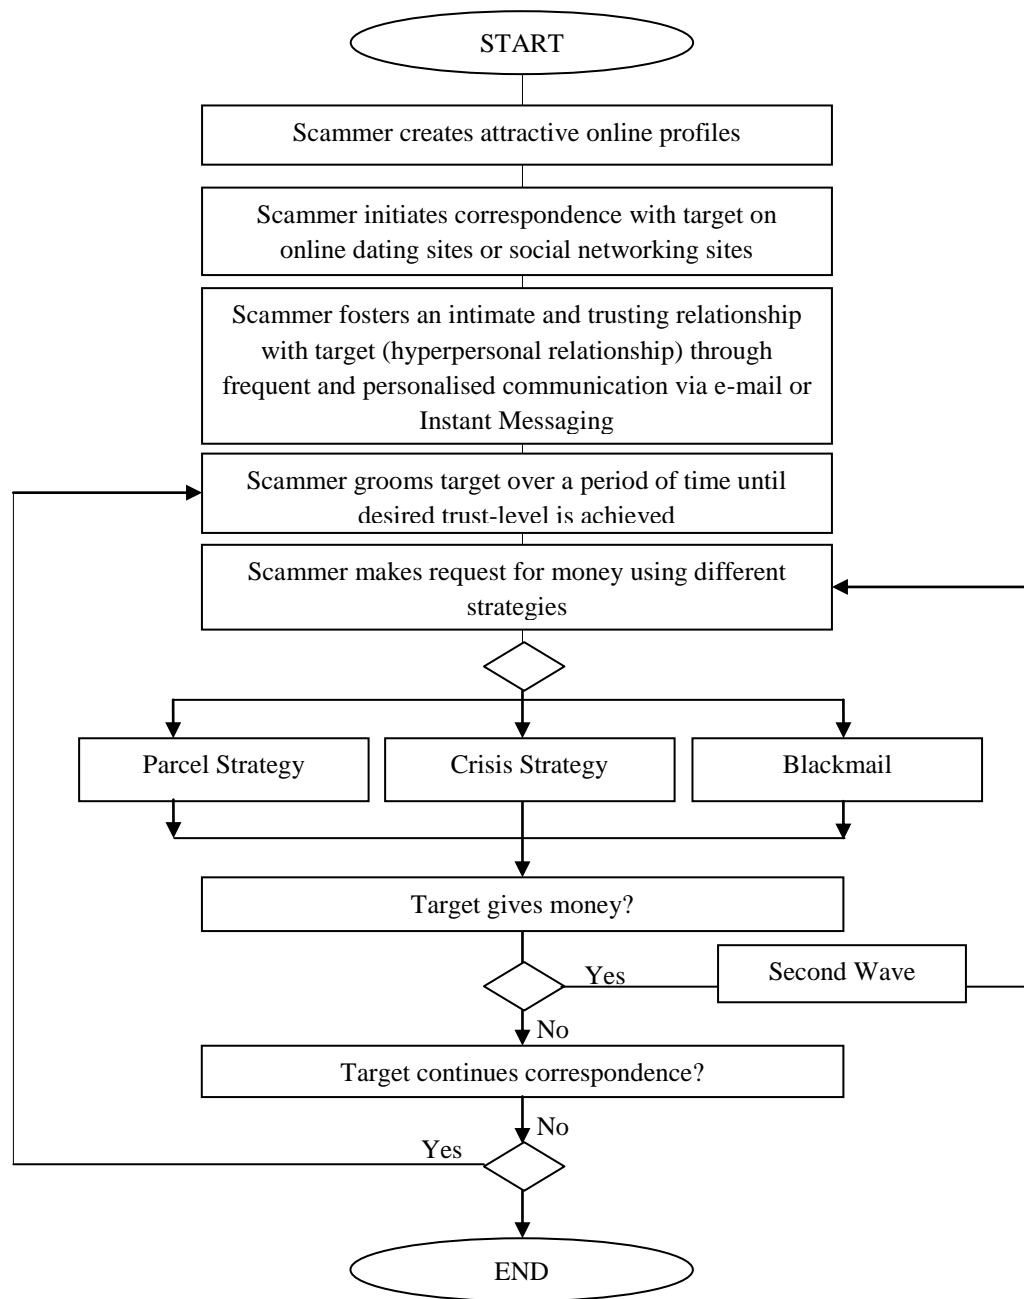 START
Scammer creates attractive online profiles
Scammer initiates correspondence with target on
online dating sites or social networking sites
Scammer fosters an intimate and trusting relationship
with target (hyperpersonal relationship) through
frequent and personalised communication via e-mail or
Instant Messaging
Scammer grooms target over a period of time until
desired trust-level is achieved
Scammer makes request for money using different
strategies
Parcel Strategy
Crisis Strategy
Blackmail
Target gives money?
Yes
Second Wave
No
Target continues correspondence?
No
Yes
END